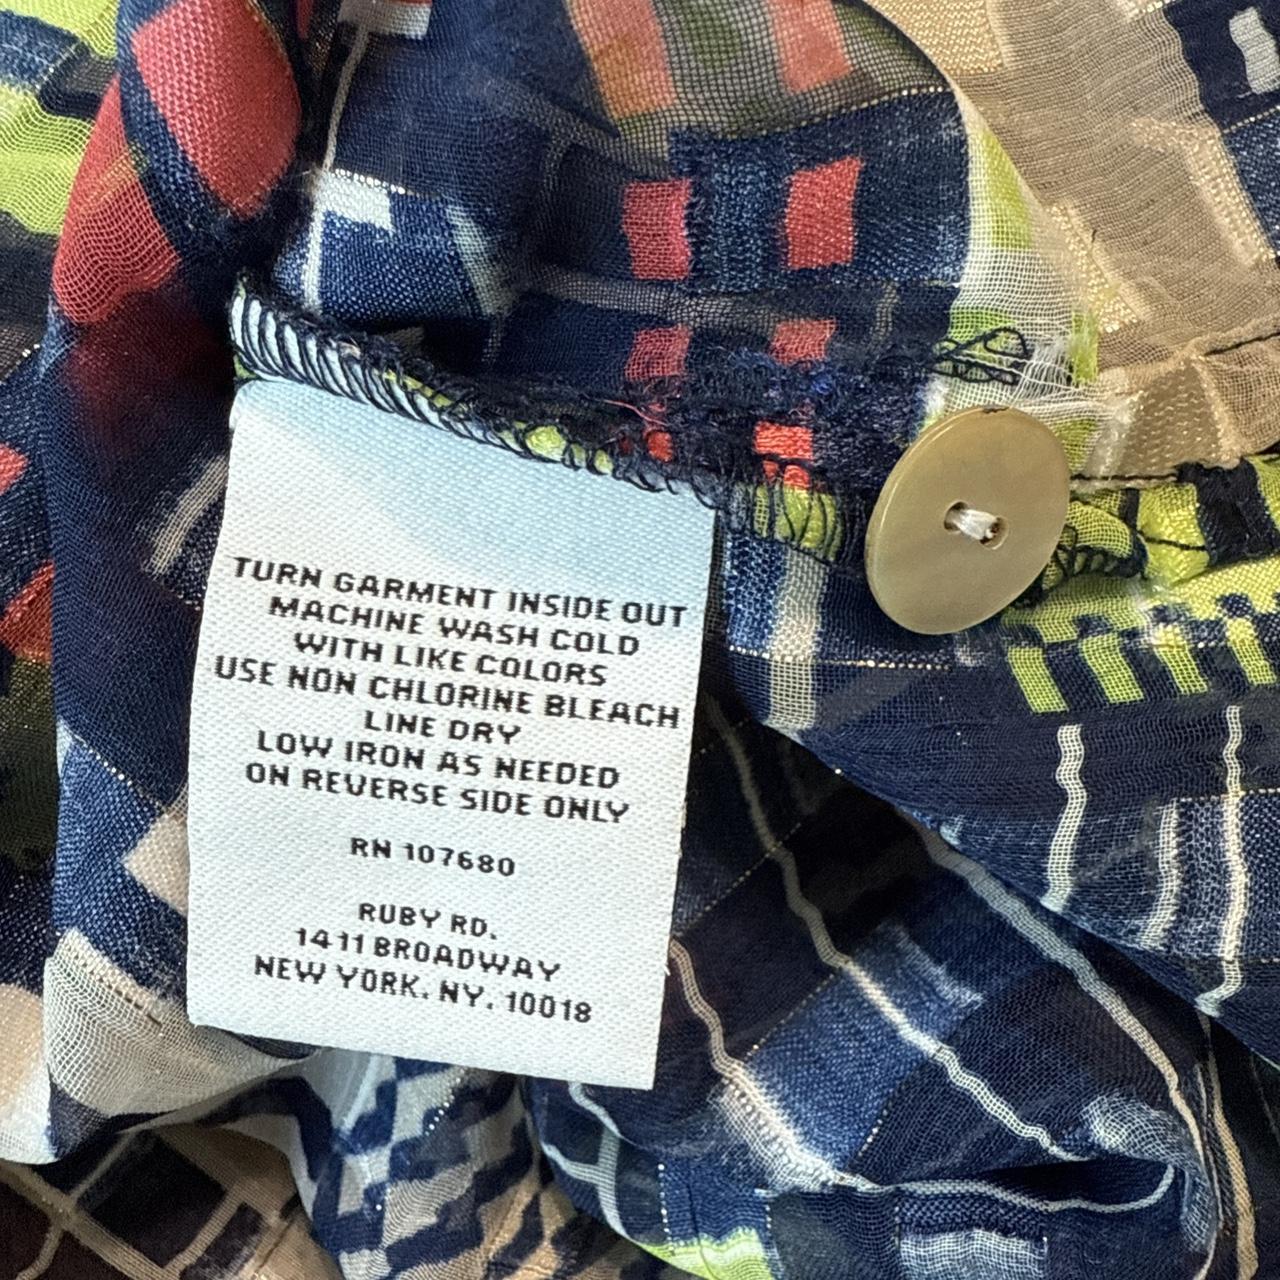 TURN GARMENT INSIDE OUT
MACHINE WASH COLD
WITH LIKE COLORS
USE NON CHLORINE BLEACH
LINE DRY
LOW IRON AS NEEDED
ON REVERSE SIDE ONLY
RN 107680
RUBY RD.
1411 BROADWAY
NEW YORK. NY. 10018